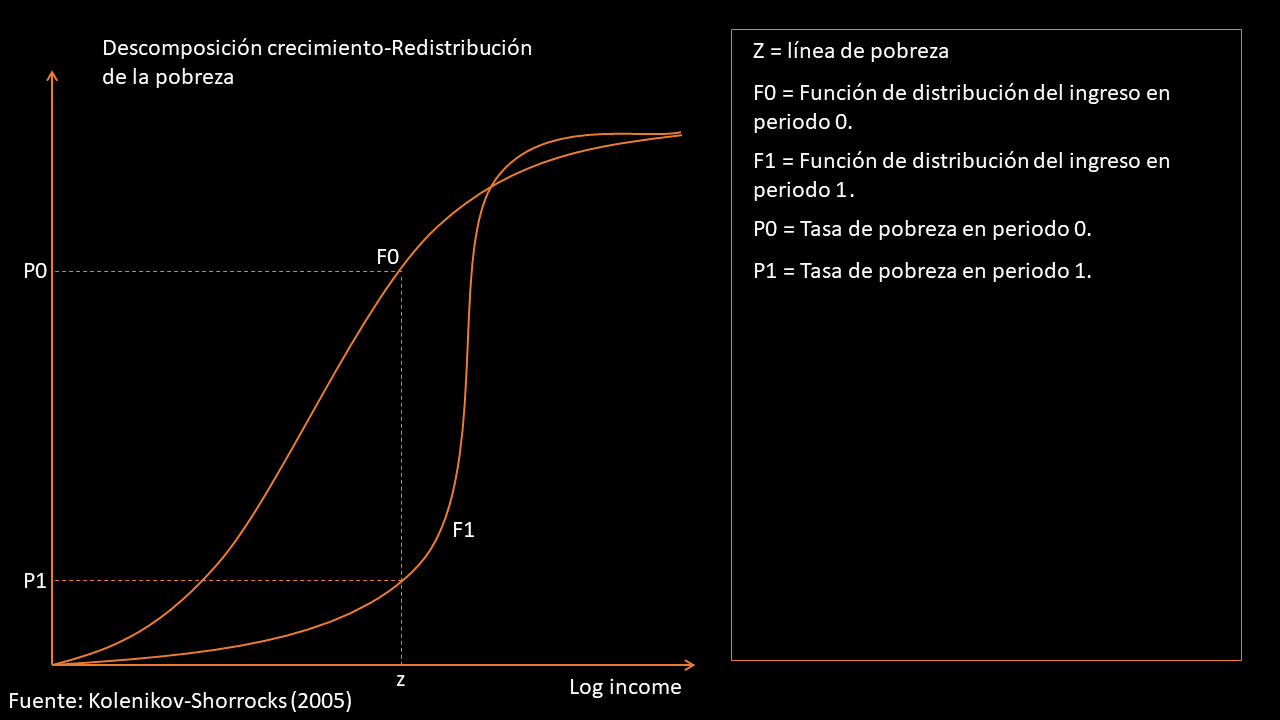 Descomposición crecimiento-Redistribución
de la pobreza
P0
F0
F1
P1
z
Log income
Fuente: Kolenikov-Shorrocks (2005)
Z = línea de pobreza
F0 = Función de distribución del ingreso en
periodo 0.
F1 = Función de distribución del ingreso en
periodo 1.
P0 = Tasa de pobreza en periodo 0.
P1 = Tasa de pobreza en periodo 1.